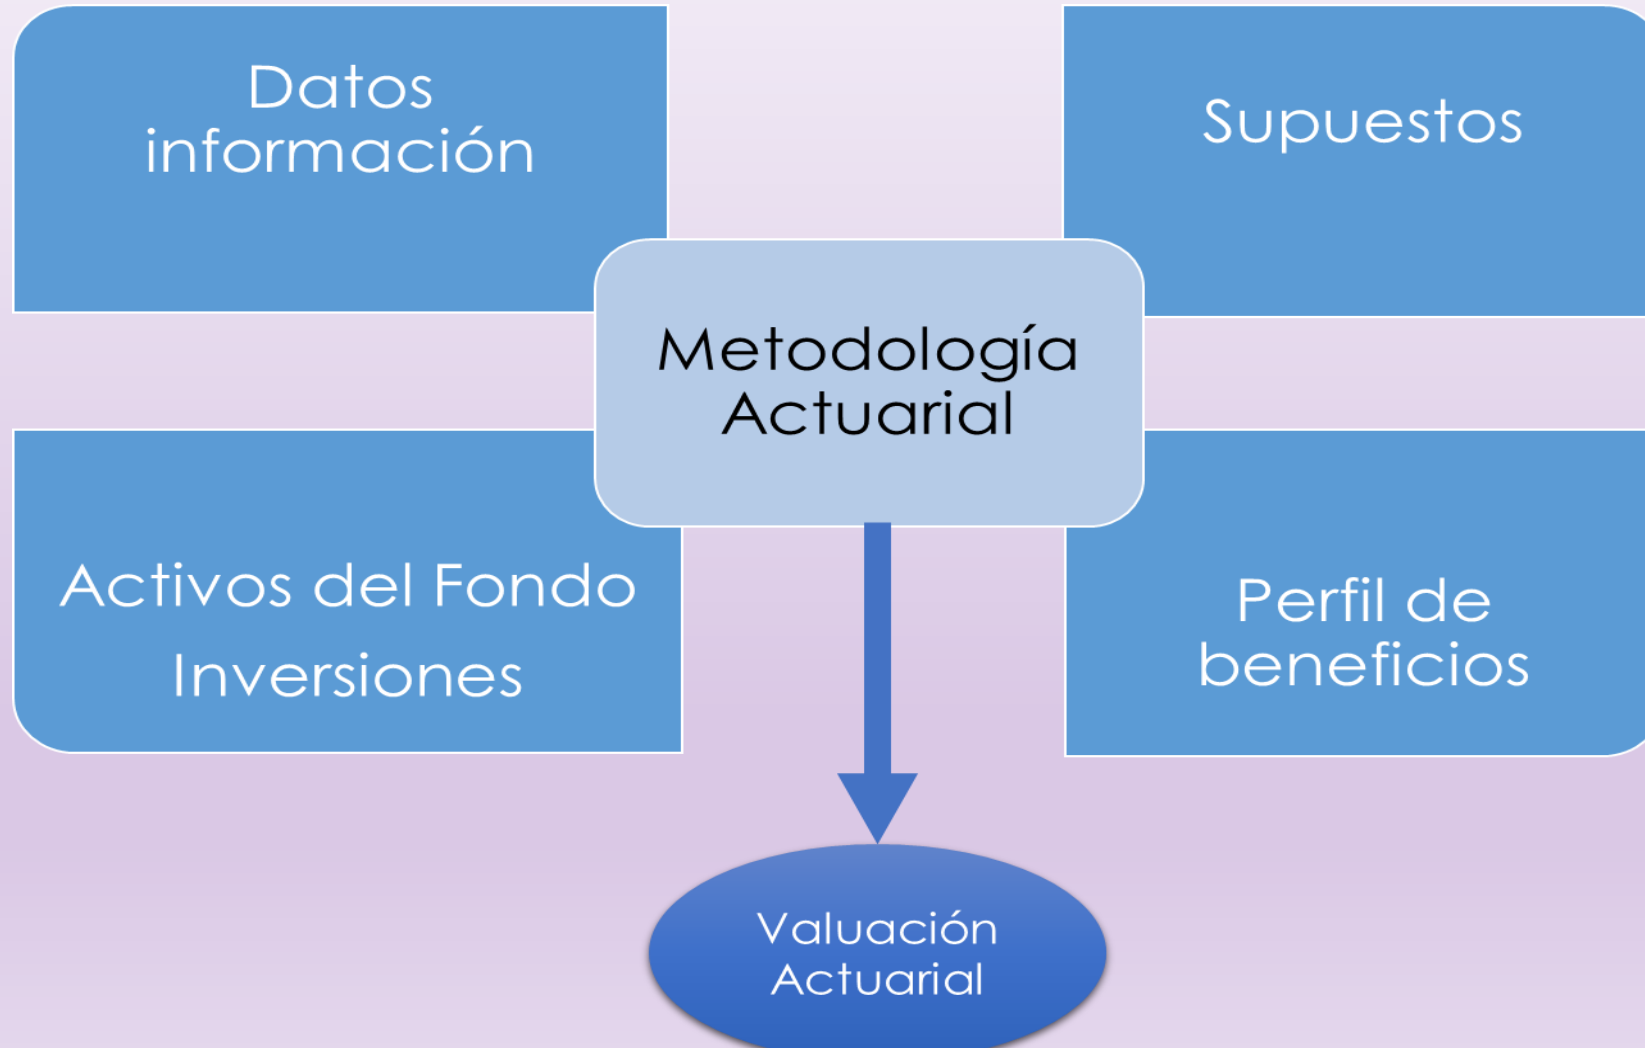 Datos
información
Supuestos
Metodología
Actuarial
Activos del Fondo
Inversiones
Perfil de
beneficios
Valuación
Actuarial